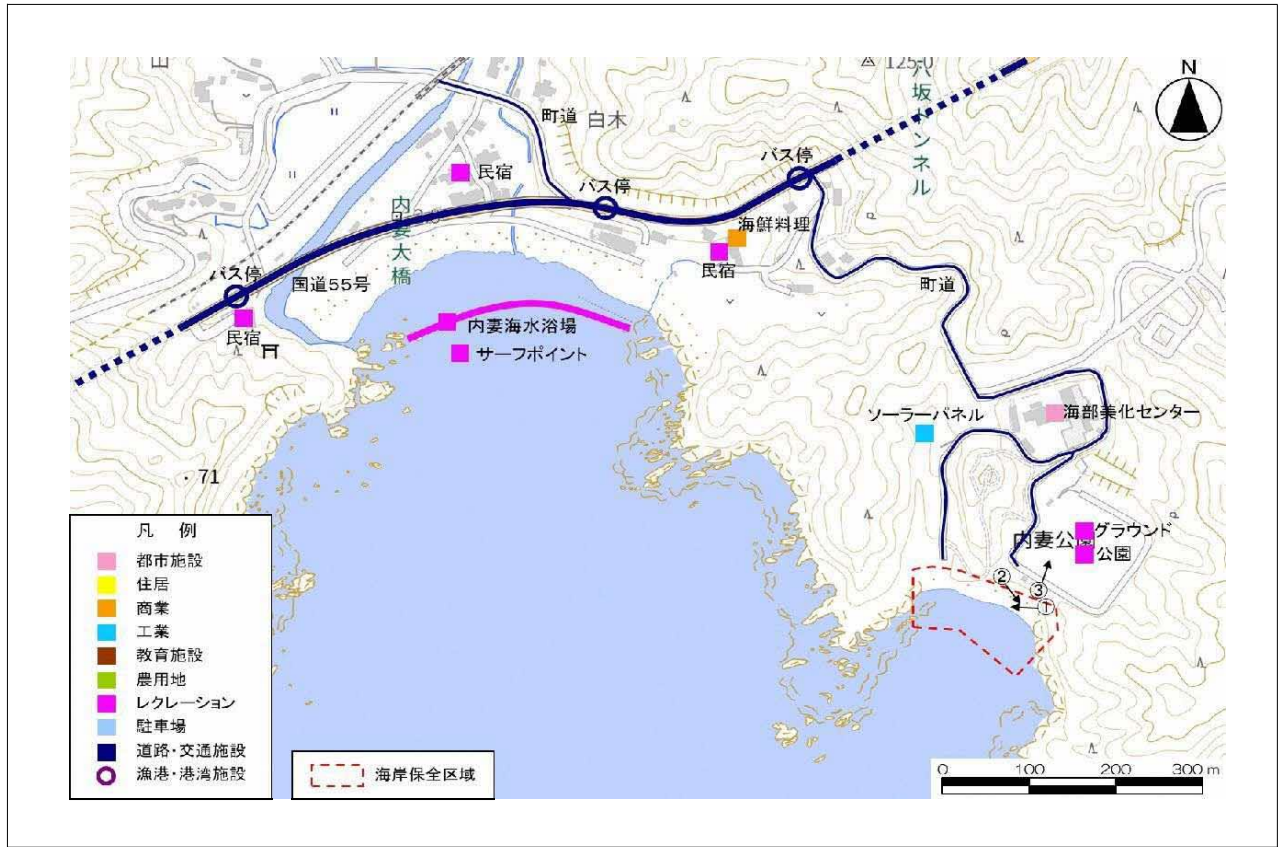 山
125.0
八坂トンネル
N
町道
白木
バス停
民宿
バス停
内妻大橋
海鮮料理
民宿
バス停
国道55号
町道
民宿
内妻海水浴場
サーフポイント
ソーラーパネル
海部美化センター
71
内妻公園
グラウンド
公園
②
③
①
凡 例
都市施設
住居
商業
工業
教育施設
農用地
レクレーション
駐車場
道路・交通施設
漁港・港湾施設
海岸保全区域
0 100 200 300 m